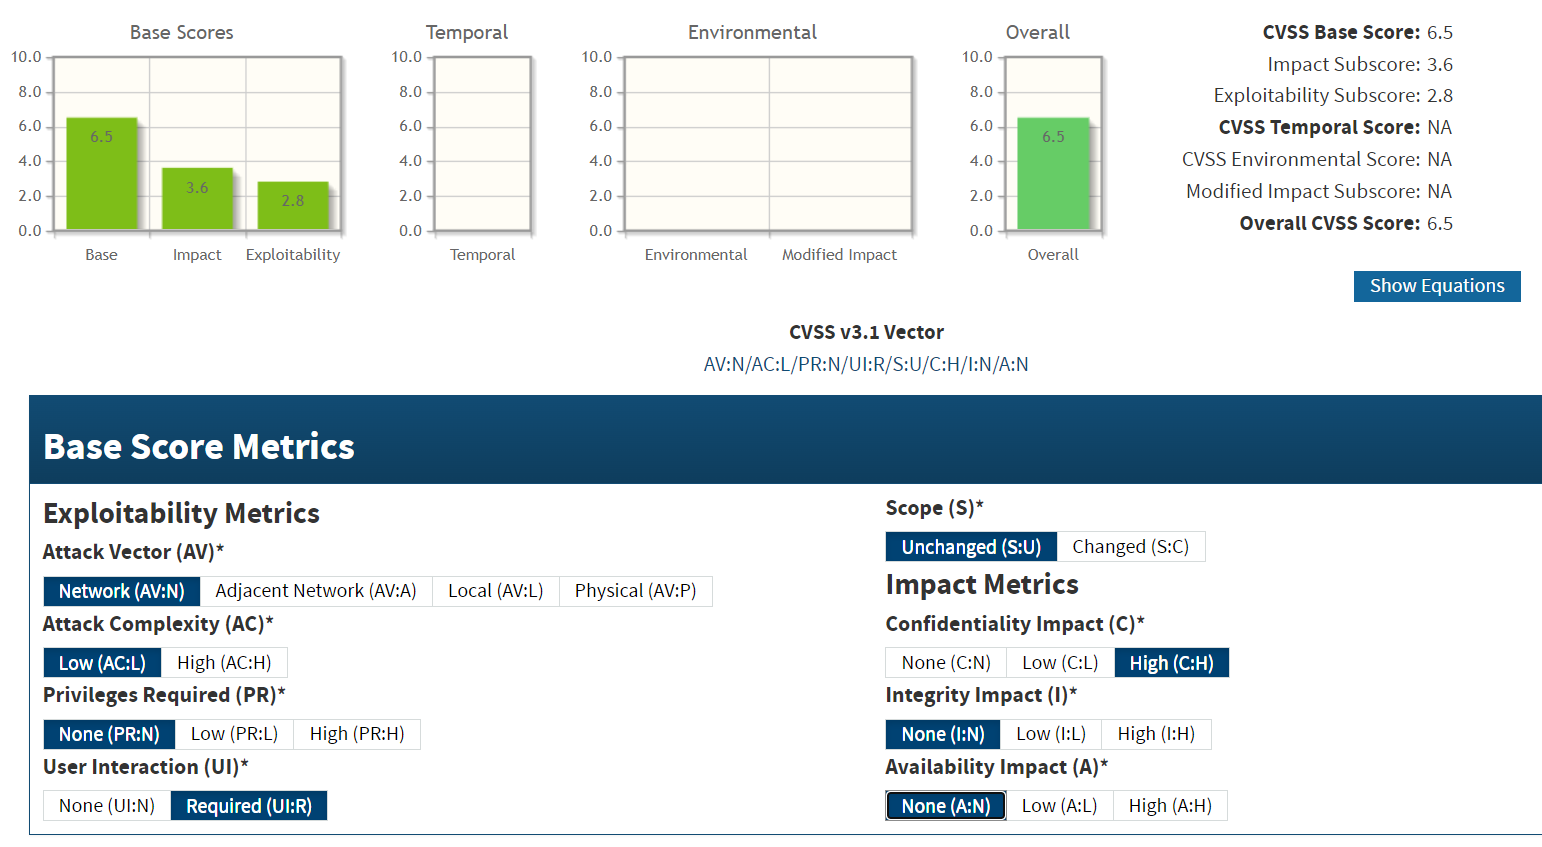 Base Scores
10.0
8.0
6.0
4.0
2.0
0.0
6.5
3.6
2.8
Base Impact Exploitability
Temporal
10.0
8.0
6.0
4.0
2.0
0.0
Temporal
Environmental
10.0
8.0
6.0
4.0
2.0
0.0
Environmental Modified Impact
Overall
10.0
8.0
6.0
4.0
2.0
0.0
6.5
Overall
CVSS Base Score: 6.5
Impact Subscore: 3.6
Exploitability Subscore: 2.8
CVSS Temporal Score: NA
CVSS Environmental Score: NA
Modified Impact Subscore: NA
Overall CVSS Score: 6.5
Show Equations
CVSS v3.1 Vector
AV:N/AC:L/PR:N/UI:R/S:U/C:H/I:N/A:N
Base Score Metrics
Exploitability Metrics
Attack Vector (AV)*
Network (AV:N) Adjacent Network (AV:A) Local (AV:L) Physical (AV:P)
Attack Complexity (AC)*
Low (AC:L) High (AC:H)
Privileges Required (PR)*
None (PR:N) Low (PR:L) High (PR:H)
User Interaction (UI)*
None (UI:N) Required (UI:R)
Scope (S)*
Unchanged (S:U) Changed (S:C)
Impact Metrics
Confidentiality Impact (C)*
None (C:N) Low (C:L) High (C:H)
Integrity Impact (I)*
None (I:N) Low (I:L) High (I:H)
Availability Impact (A)*
None (A:N) Low (A:L) High (A:H)